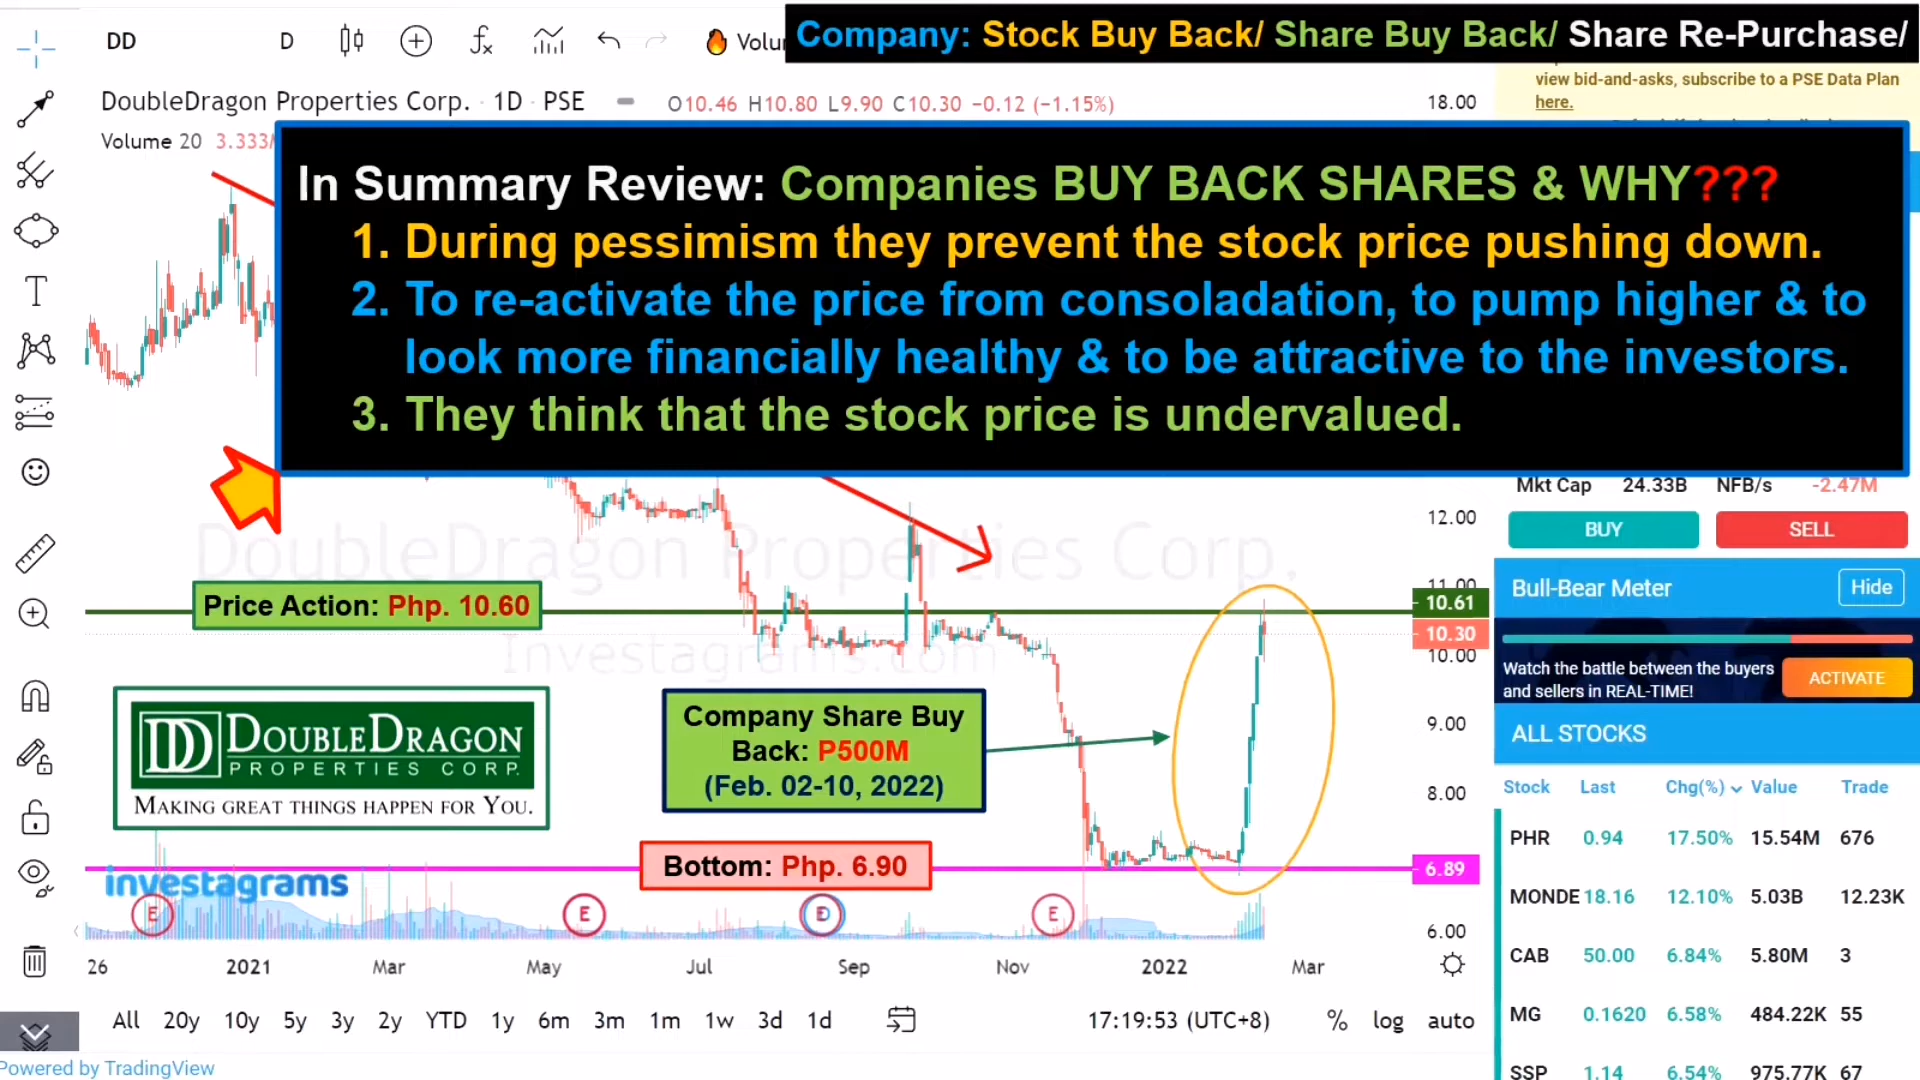 DD D Volu Company: Stock Buy Back/ Share Buy Back/ Share Re-Purchase/
view bid-and-asks, subscribe to a PSE Data Plan
here.
DoubleDragon Properties Corp. · 1D · PSE O10.46 H10.80 L9.90 C10.30 −0.12 (−1.15%)
18.00
Volume 20 3.333
In Summary Review: Companies BUY BACK SHARES & WHY???
1. During pessimism they prevent the stock price pushing down.
2. To re-activate the price from consoladation, to pump higher & to
look more financially healthy & to be attractive to the investors.
3. They think that the stock price is undervalued.
Mkt Cap 24.33B NFB/s -2.47M
12.00
BUY SELL
DoubleDragon Properties Corp.
11.00
Bull-Bear Meter Hide
Price Action: Php. 10.60
10.61
10.30
10.00
Investagrams.com
Watch the battle between the buyers
and sellers in REAL-TIME!
ACTIVATE
DD DOUBLEDRAGON
PROPERTIES CORP.
MAKING GREAT THINGS HAPPEN FOR YOU.
Company Share Buy
Back: P500M
(Feb. 02-10, 2022)
9.00
8.00
ALL STOCKS
Stock Last Chg(%) Value Trade
PHR 0.94 17.50% 15.54M 676
MONDE 18.16 12.10% 5.03B 12.23K
CAB 50.00 6.84% 5.80M 3
MG 0.1620 6.58% 484.22K 55
SSP 1.14 6.54% 975.77K 67
Bottom: Php. 6.90
6.89
investagrams
E E D E
6.00
26 2021 Mar May Jul Sep Nov 2022 Mar
All 20y 10y 5y 3y 2y YTD 1y 6m 3m 1m 1w 3d 1d 17:19:53 (UTC+8) % log auto
Powered by TradingView